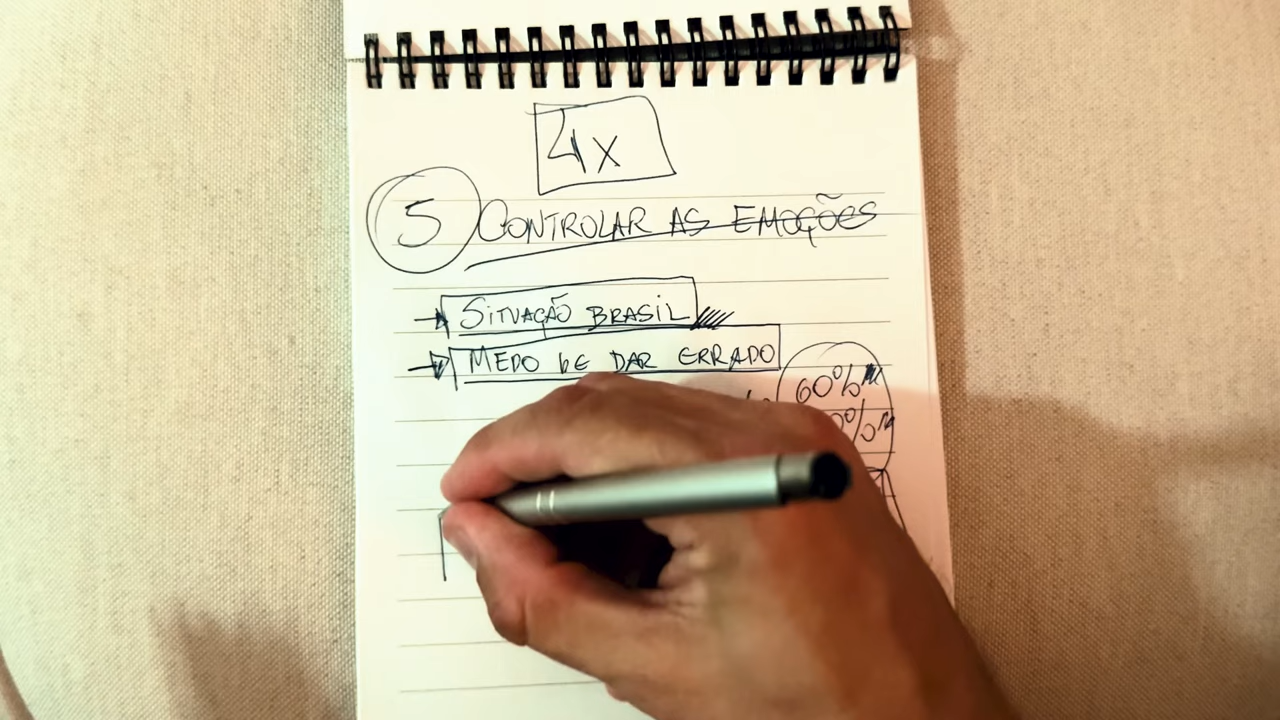 4x
5 CONTROLAR AS EMOÇÕES
SITUAÇÃO BRASIL
MEDO DE DAR ERRADO
60%